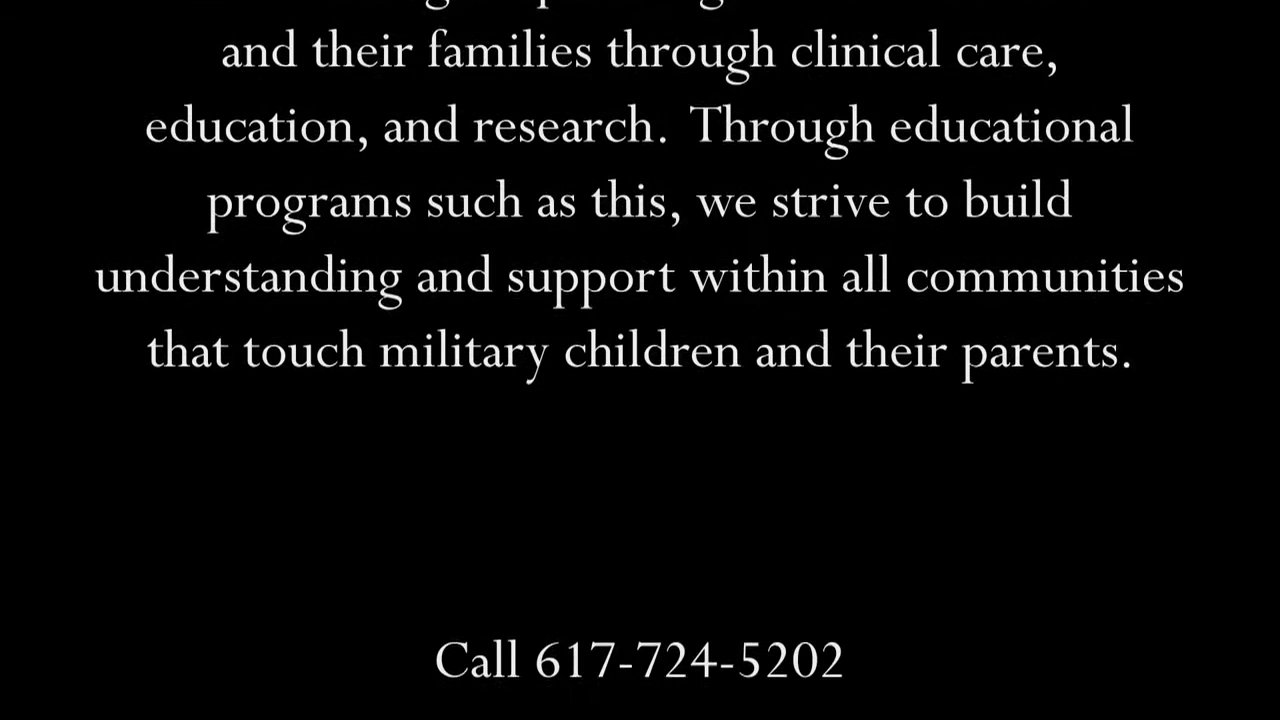 and their families through clinical care,
education, and research. Through educational
programs such as this, we strive to build
understanding and support within all communities
that touch military children and their parents.
Call 617-724-5202